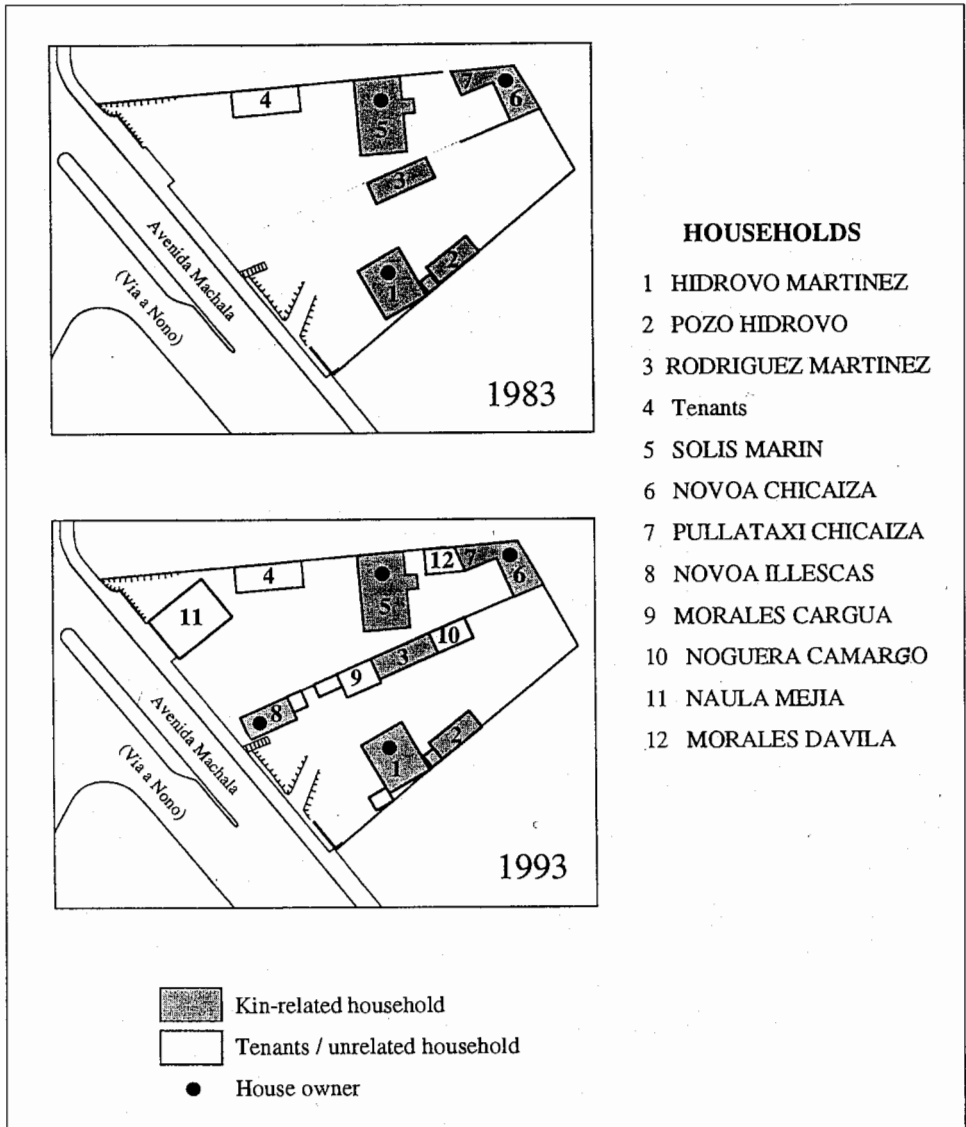 4
5
7
6
3
1
2
Avenida Machala
(Vía a Nono)
1983
HOUSEHOLDS
1 HIDROVO MARTINEZ
2 POZO HIDROVO
3 RODRIGUEZ MARTINEZ
4 Tenants
5 SOLIS MARIN
6 NOVOA CHICAIZA
7 PULLATAXI CHICAIZA
8 NOVOA ILLESCAS
9 MORALES CARGUA
10 NOGUERA CAMARGO
11 NAULA MEJIA
12 MORALES DAVILA
4
5
12
7
6
11
10
3
9
8
1
2
Avenida Machala
(Vía a Nono)
1993
Kin-related household
Tenants / unrelated household
House owner